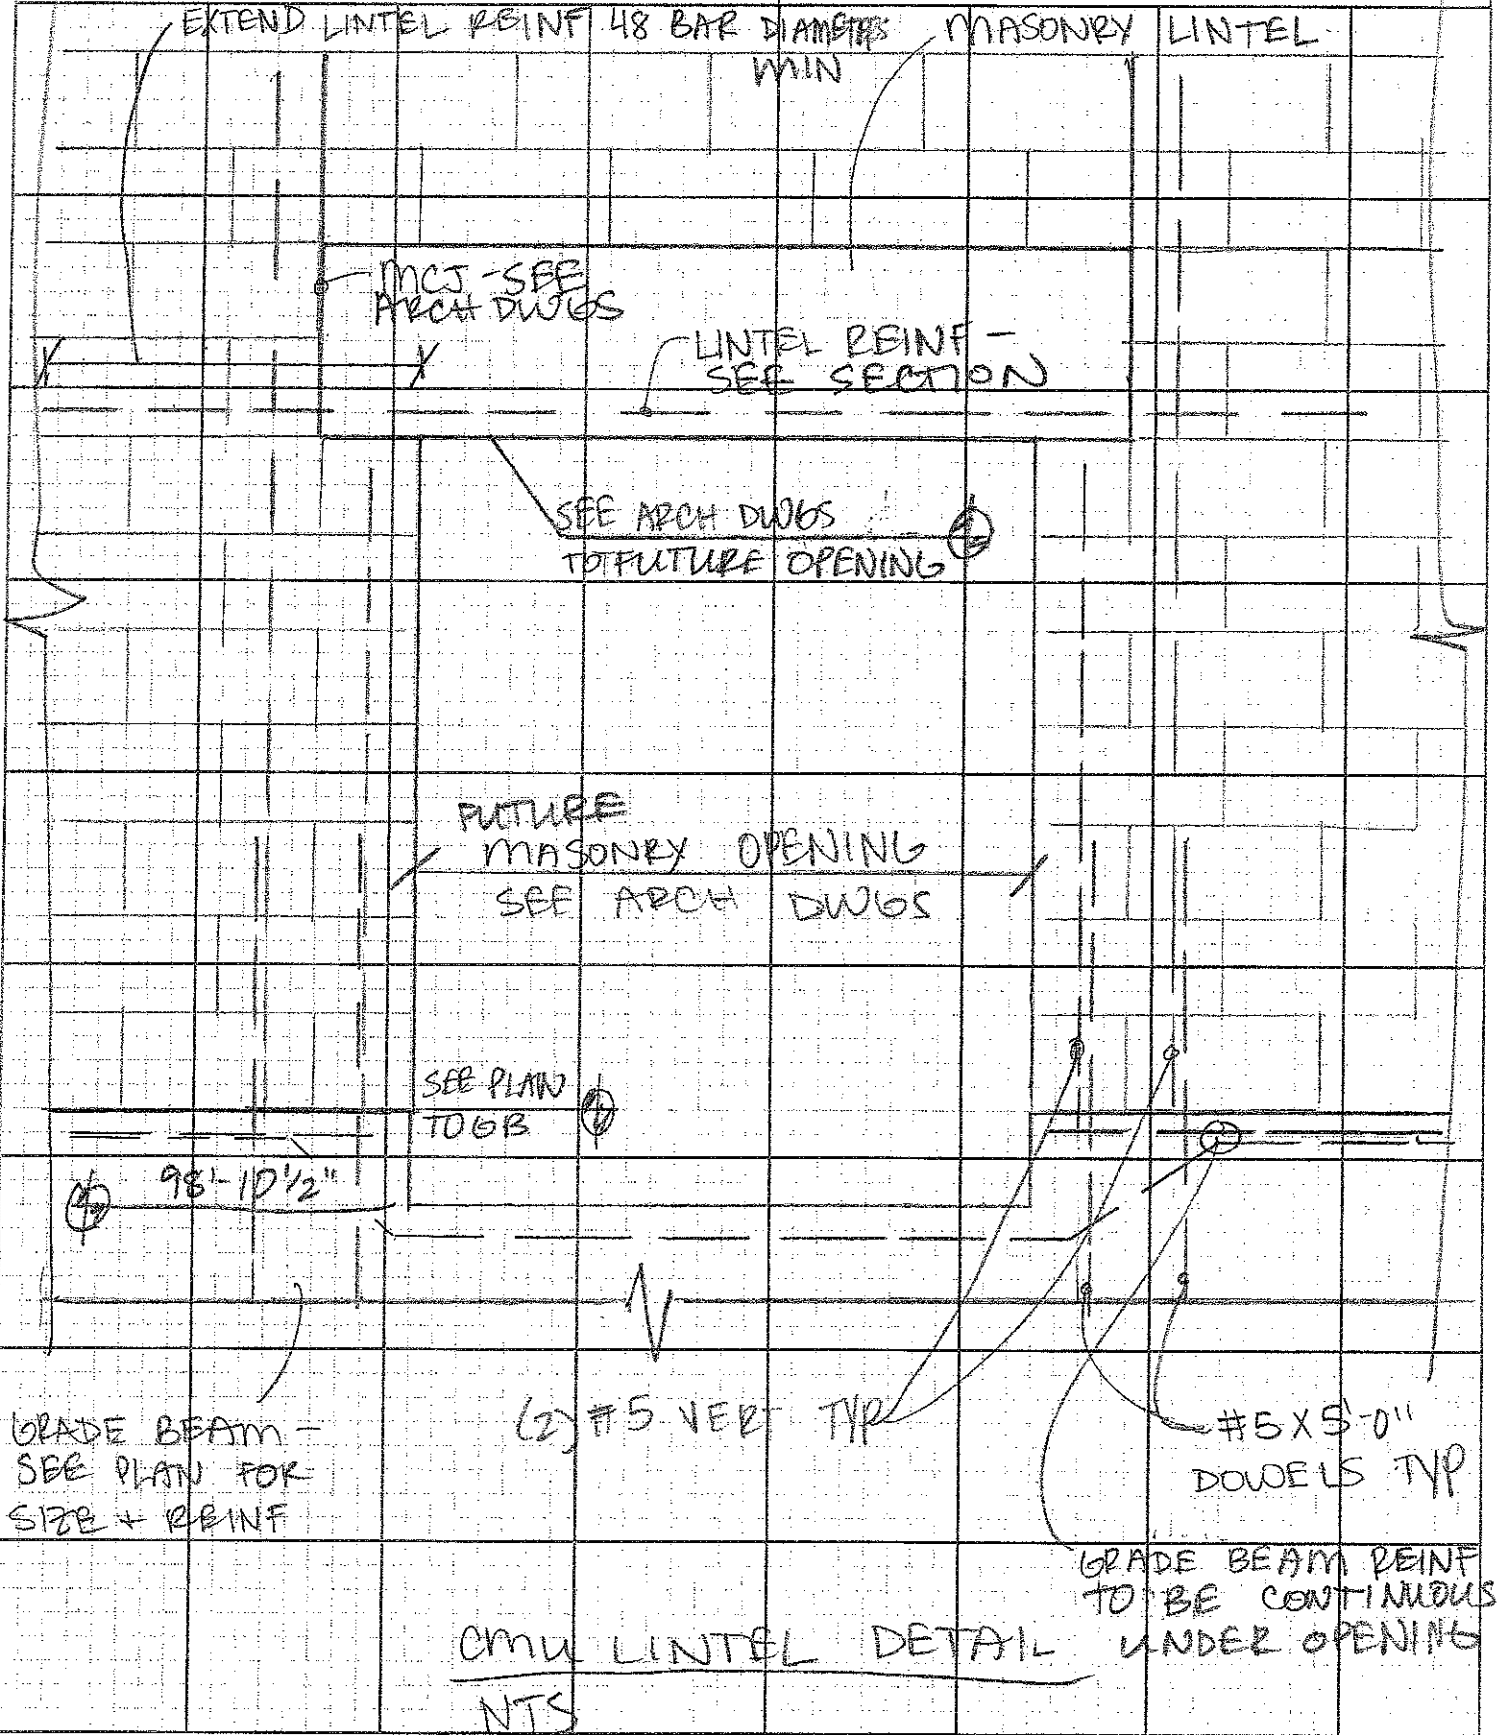 EXTEND LINTEL REINF 48 BAR DIAMETERS
MIN
MASONRY LINTEL
MCJ - SEE
ARCH DWGS
LINTEL REINF -
SEE SECTION
SEE ARCH DWGS
TOT FUTURE OPENING
FUTURE
MASONRY OPENING
SEE ARCH DWGS
SEE PLAN
TOGB
98'-10 1/2"
GRADE BEAM -
SEE PLAN FOR
SIZE + REINF
(2) #5 VERT TYP
#5 X 5'-0"
DOWELS TYP
GRADE BEAM REINF
TO BE CONTINUOUS
UNDER OPENING
CMU LINTEL DETAIL
NTS